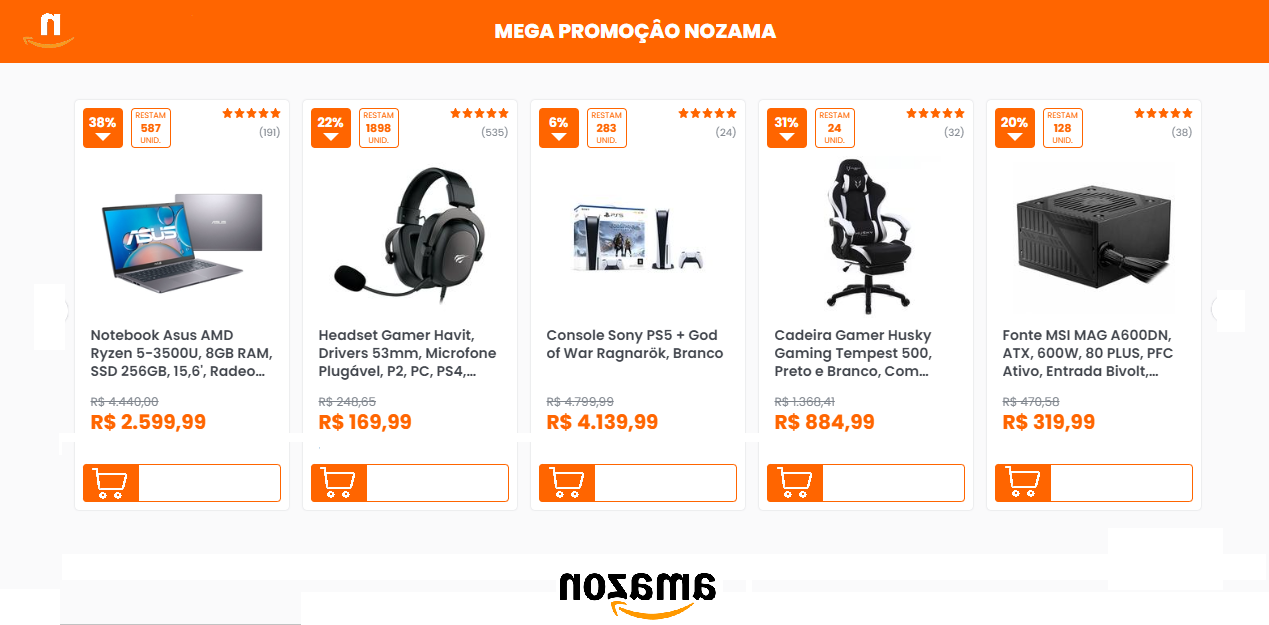 n
MEGA PROMOÇÂO NOZAMA
38%
RESTAM
587
UNID.
(191)
ASUS
ASUS
Notebook Asus AMD
Ryzen 5-3500U, 8GB RAM,
SSD 256GB, 15,6', Radeo...
R$ 4.440,00
R$ 2.599,99
22%
RESTAM
1898
UNID.
(535)
Headset Gamer Havit,
Drivers 53mm, Microfone
Plugável, P2, PC, PS4,...
R$ 248,65
R$ 169,99
6%
RESTAM
283
UNID.
(24)
PS5
Console Sony PS5 + God
of War Ragnarök, Branco
R$ 4.799,99
R$ 4.139,99
31%
RESTAM
24
UNID.
(32)
Cadeira Gamer Husky
Gaming Tempest 500,
Preto e Branco, Com...
R$ 1.368,41
R$ 884,99
20%
RESTAM
128
UNID.
(38)
Fonte MSI MAG A600DN,
ATX, 600W, 80 PLUS, PFC
Ativo, Entrada Bivolt,...
R$ 470,58
R$ 319,99
amazon